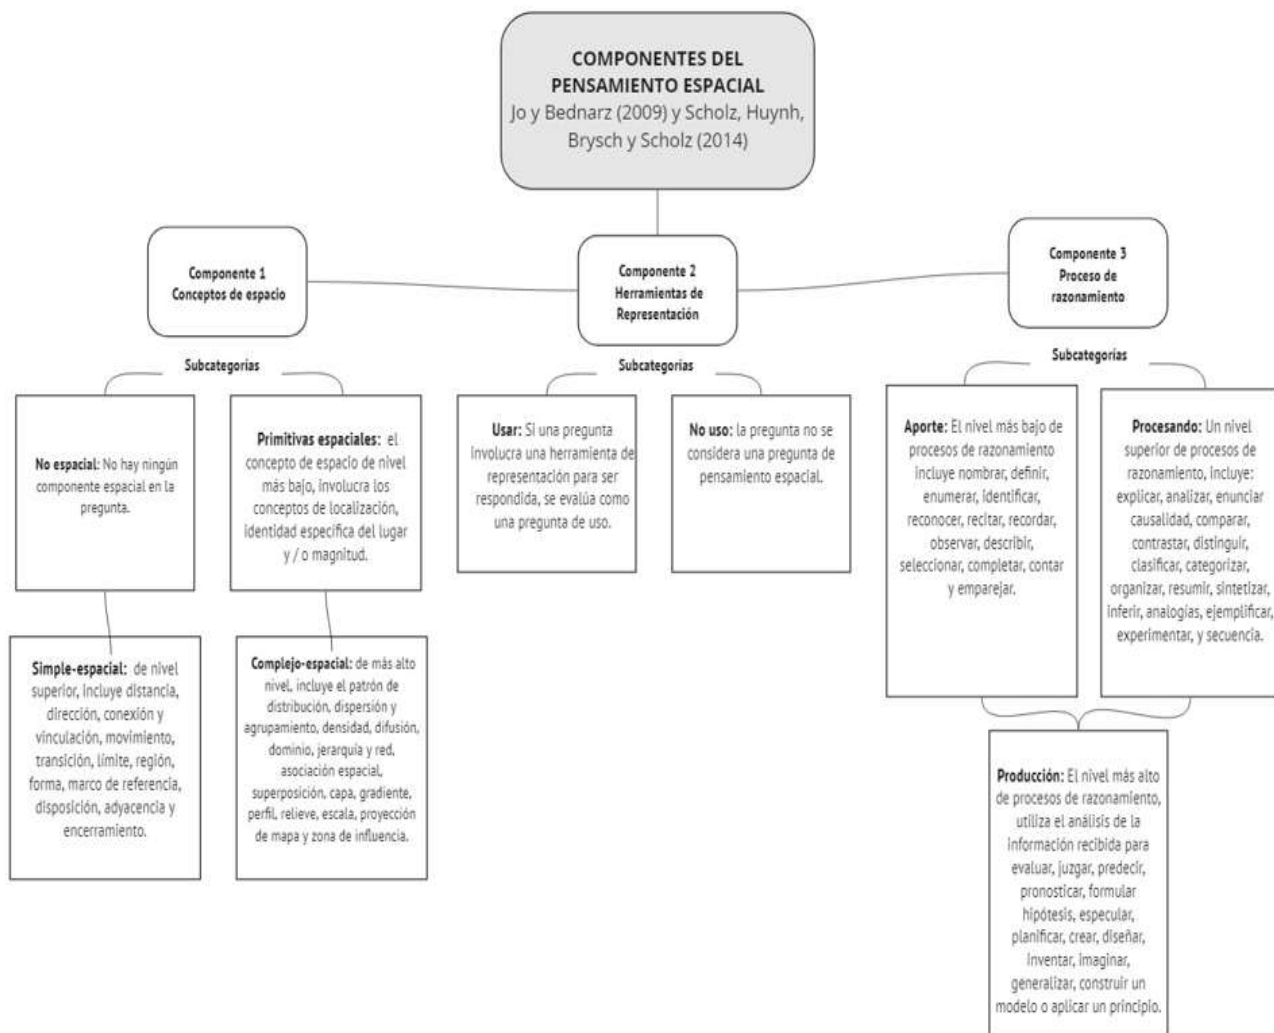 COMPONENTES DEL
PENSAMIENTO ESPACIAL
Jo y Bednarz (2009) y Scholz, Huynh,
Brysch y Scholz (2014)
Componente 1
Conceptos de espacio
Componente 2
Herramientas de
Representación
Componente 3
Proceso de
razonamiento
Subcategorías
Subcategorías
Subcategorías
No espacial: No hay ningún
componente espacial en la
pregunta.
Primitivas espaciales: el
concepto de espacio de nivel
más bajo, involucra los
conceptos de localización,
identidad específica del lugar
y / o magnitud.
Usar: Si una pregunta
involucra una herramienta de
representación para ser
respondida, se evalúa como
una pregunta de uso.
No uso: la pregunta no se
considera una pregunta de
pensamiento espacial.
Aporte: El nivel más bajo de
procesos de razonamiento
incluye nombrar, definir,
enumerar, identificar,
reconocer, recitar, recordar,
observar, describir,
seleccionar, completar, contar
y emparejar.
Procesando: Un nivel
superior de procesos de
razonamiento, incluye:
explicar, analizar, enunciar
causalidad, comparar,
contrastar, distinguir,
clasificar, categorizar,
organizar, resumir, sintetizar,
inferir, analogías, ejemplificar,
experimentar, y secuencia.
Simple-espacial: de nivel
superior, incluye distancia,
dirección, conexión y
vinculación, movimiento,
transición, límite, región,
forma, marco de referencia,
disposición, adyacencia y
encerramiento.
Complejo-espacial: de más alto
nivel, incluye el patrón de
distribución, dispersión y
agrupamiento, densidad, difusión,
dominio, jerarquía y red,
asociación espacial,
superposición, capa, gradiente,
perfil, relieve, escala, proyección
de mapa y zona de influencia.
Producción: El nivel más alto
de procesos de razonamiento,
utiliza el análisis de la
información recibida para
evaluar, juzgar, predecir,
pronosticar, formular
hipótesis, especular,
planificar, crear, diseñar,
inventar, imaginar,
generalizar, construir un
modelo o aplicar un principio.